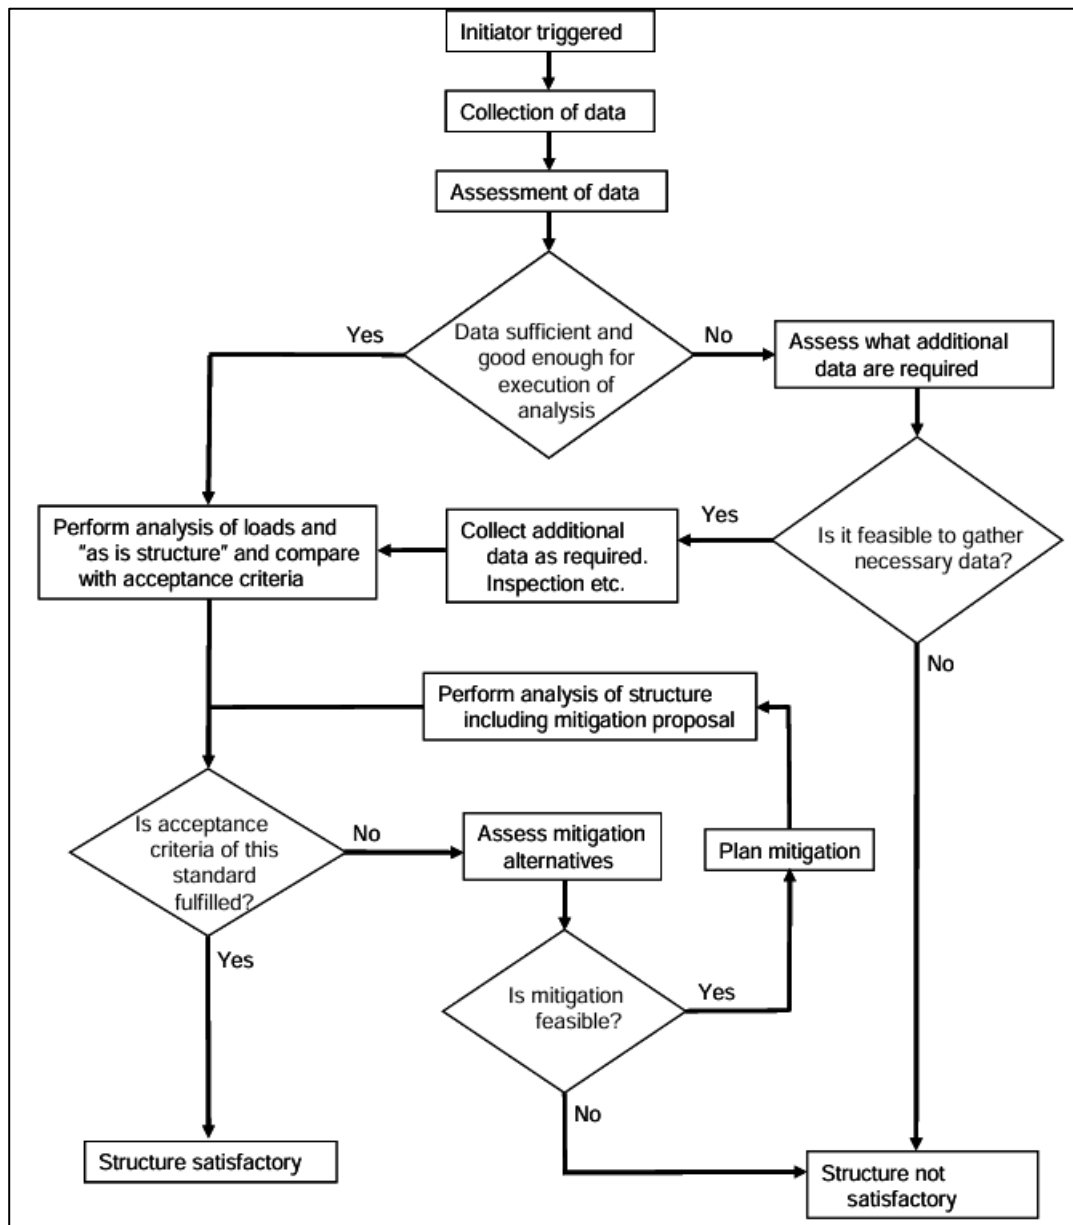 Initiator triggered
Collection of data
Assessment of data
Yes
Data sufficient and
good enough for
execution of
analysis
No
Assess what additional
data are required
Perform analysis of loads and
"as is structure" and compare
with acceptance criteria
Collect additional
data as required.
Inspection etc.
Yes
Is it feasible to gather
necessary data?
No
Perform analysis of structure
including mitigation proposal
Is acceptance
criteria of this
standard
fulfilled?
No
Assess mitigation
alternatives
Plan mitigation
Yes
Is mitigation
feasible?
Yes
No
Structure satisfactory
Structure not
satisfactory